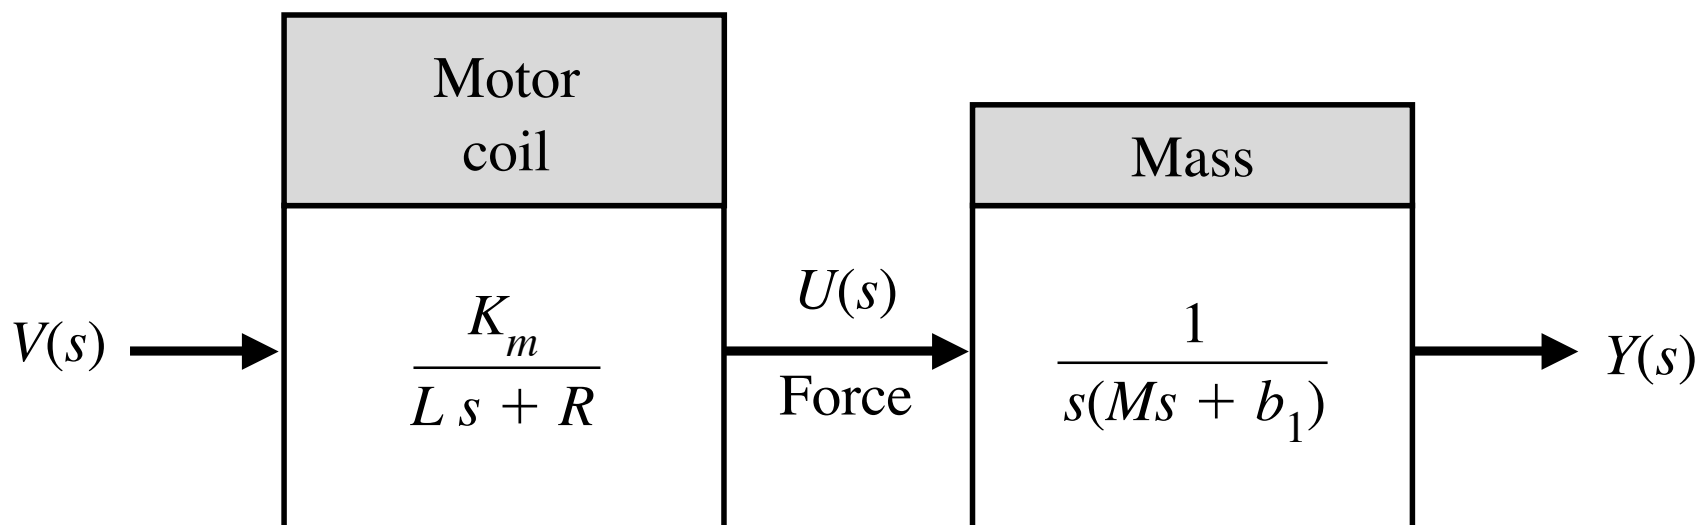 Motor
coil
Mass
V(s)
K_m
L s + R
U(s)
Force
1
s(Ms + b_1)
Y(s)